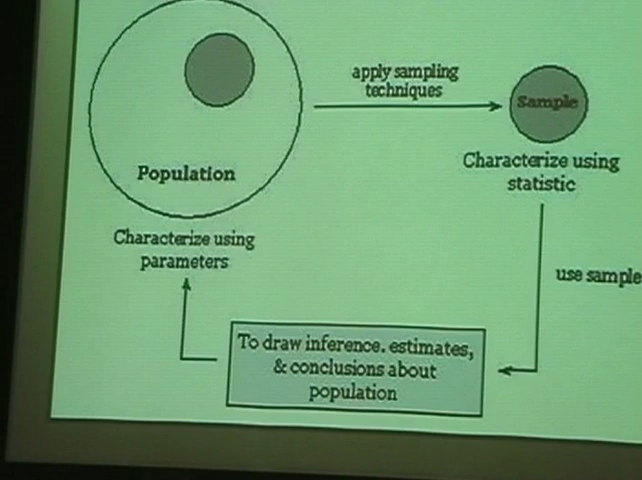 apply sampling
techniques
Sample
Population
Characterize using
statistic
Characterize using
parameters
use sample
To draw inference. estimates,
& conclusions about
population